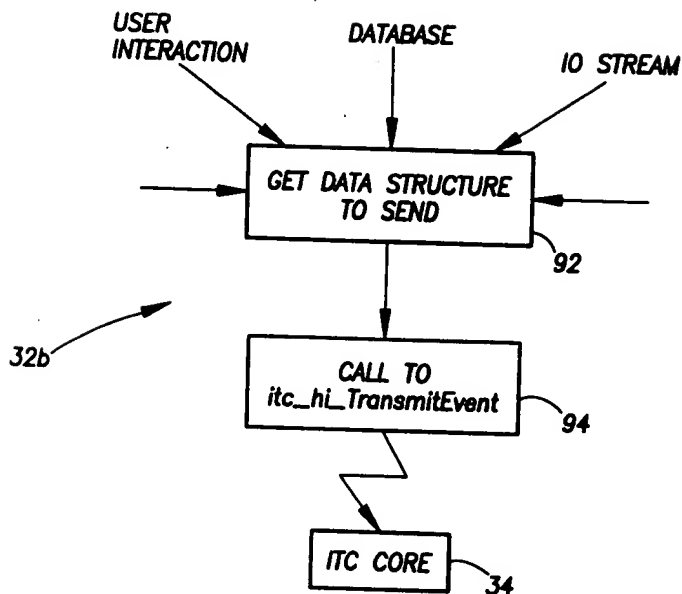 USER
INTERACTION
DATABASE
IO STREAM
GET DATA STRUCTURE
TO SEND
92
32b
CALL TO
itc_hi_TransmitEvent
94
ITC CORE
34